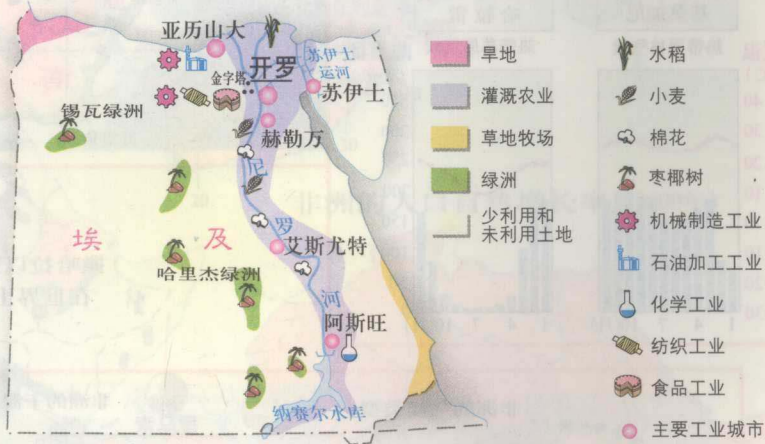 亚历山大
苏伊士
运河
金字塔
开罗
苏伊士
锡瓦绿洲
赫勒万
尼
罗
河
埃及
艾斯尤特
哈里杰绿洲
阿斯旺
纳赛尔水库
旱地
灌溉农业
草地牧场
绿洲
少利用和
未利用土地
水稻
小麦
棉花
枣椰树
机械制造工业
石油加工工业
化学工业
纺织工业
食品工业
主要工业城市